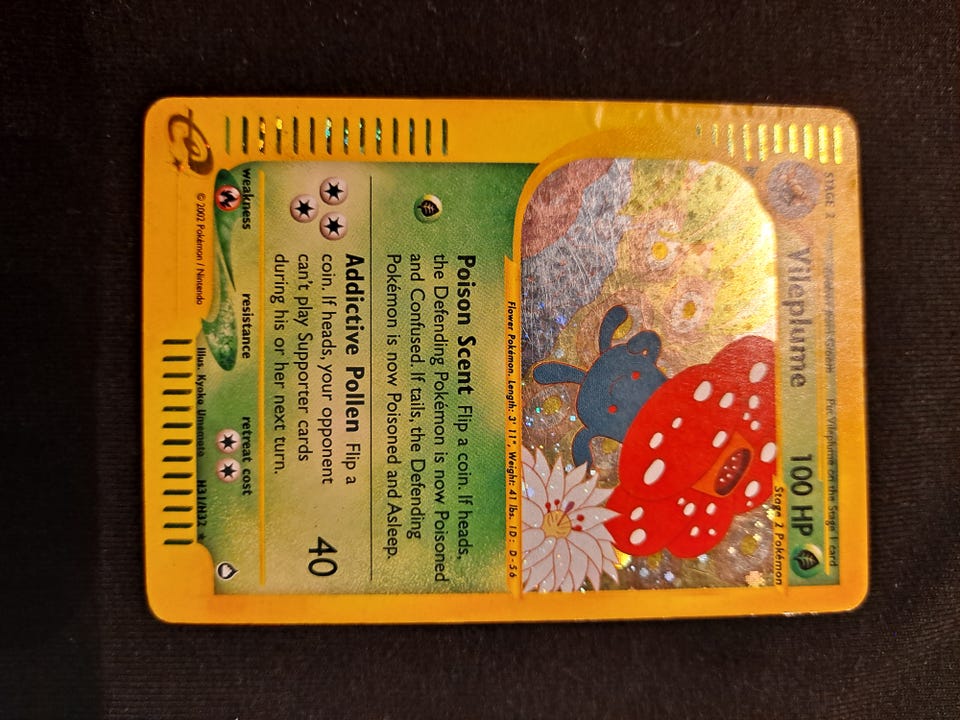 STAGE 2
Put Vileplume on the Stage 1 card
Vileplume
100 HP
Stage 2 Pokémon
Flower Pokémon. Length: 3' 11", Weight: 41 lbs. ID: D-56
Poison Scent Flip a coin. If heads,
the Defending Pokémon is now Poisoned
and Confused. If tails, the Defending
Pokémon is now Poisoned and Asleep.
Addictive Pollen Flip a
coin. If heads, your opponent
can't play Supporter cards
during his or her next turn.
40
weakness
resistance
retreat cost
Illus. Kyoko Umemoto
H31/H32
© 2002 Pokémon / Nintendo
e